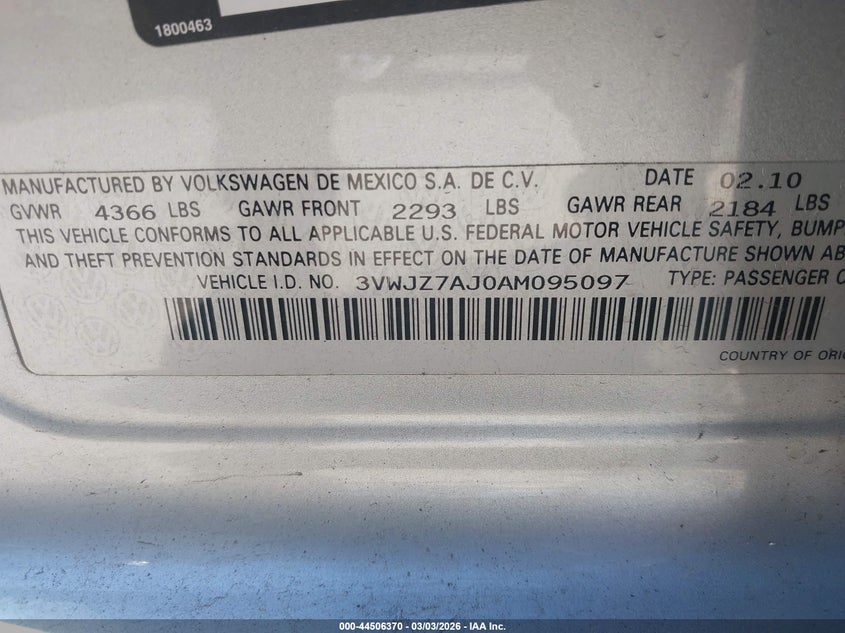 1800463
MANUFACTURED BY VOLKSWAGEN DE MEXICO S.A. DE C.V. DATE 02.10
GVWR 4366 LBS GAWR FRONT 2293 LBS GAWR REAR 2184 LBS
THIS VEHICLE CONFORMS TO ALL APPLICABLE U.S. FEDERAL MOTOR VEHICLE SAFETY, BUMP
AND THEFT PREVENTION STANDARDS IN EFFECT ON THE DATE OF MANUFACTURE SHOWN AB
VEHICLE I.D. NO. 3VWJZ7AJ0AM095097 TYPE: PASSENGER C
COUNTRY OF ORI
000-44506370 - 03/03/2026 - IAA Inc.